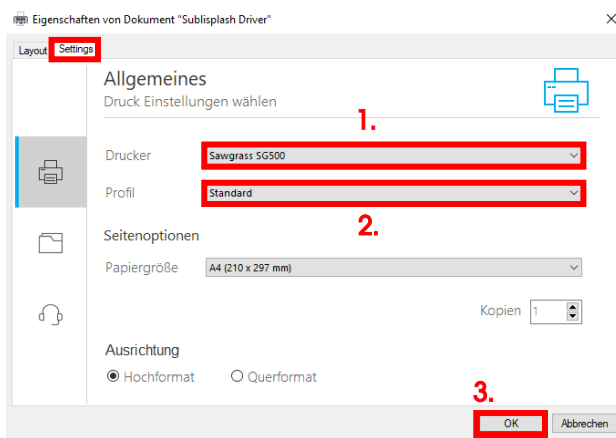 Eigenschaften von Dokument "Sublisplash Driver"
Layout Settings
Allgemeines
Druck Einstellungen wählen
1.
Drucker Sawgrass SG500
Profil Standard
2.
Seitenoptionen
Papiergröße A4 (210 x 297 mm)
Kopien 1
Ausrichtung
Hochformat Querformat
3.
OK Abbrechen